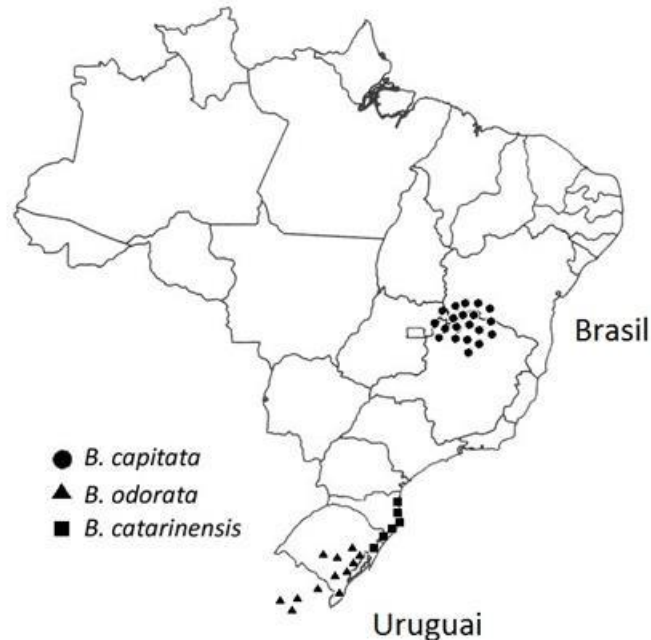 Brasil
B. capitata
B. odorata
B. catarinensis
Uruguai